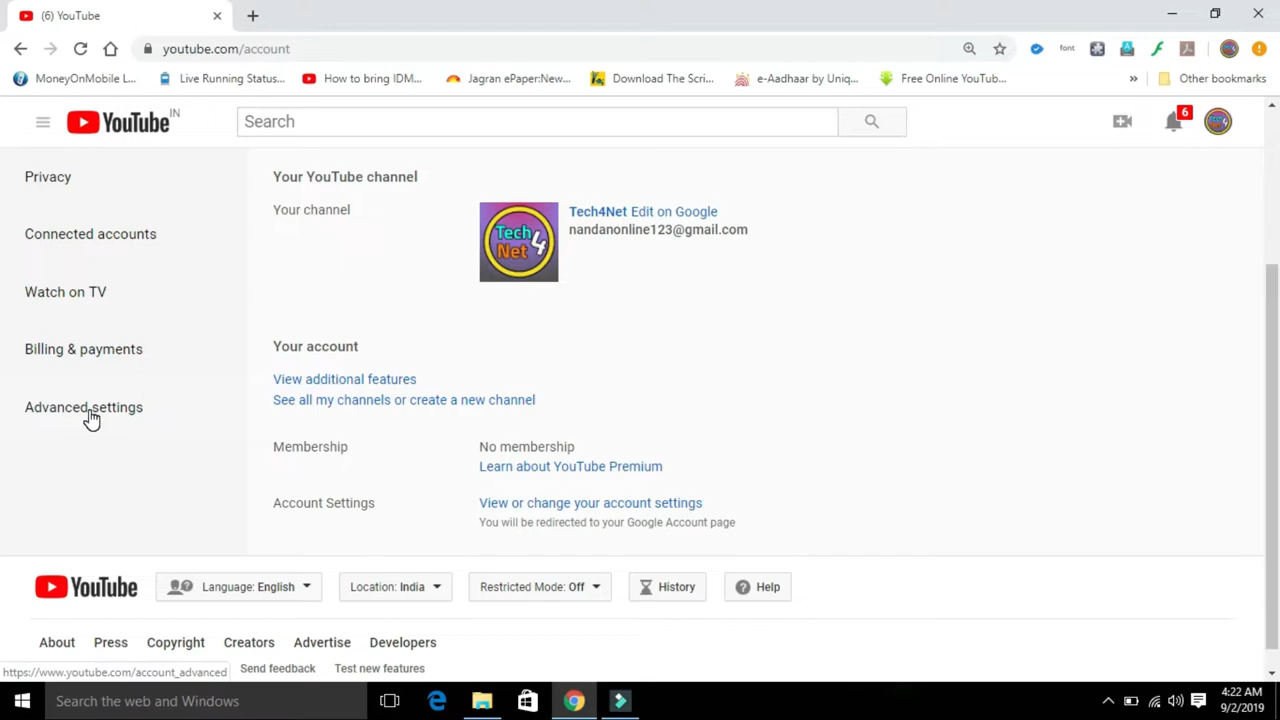 (6) YouTube
youtube.com/account
font
MoneyOnMobile L... Live Running Status... How to bring IDM... Jagran ePaper:New... Download The Scri... e-Aadhaar by Uniq... Free Online YouTub... » Other bookmarks
YouTube IN Search 6
Privacy
Connected accounts
Watch on TV
Billing & payments
Advanced settings
Your YouTube channel
Your channel
Tech 4 Net
Tech4Net Edit on Google
nandanonline123@gmail.com
Your account
View additional features
See all my channels or create a new channel
Membership No membership
Learn about YouTube Premium
Account Settings View or change your account settings
You will be redirected to your Google Account page
YouTube Language: English Location: India Restricted Mode: Off History Help
About Press Copyright Creators Advertise Developers
https://www.youtube.com/account_advanced Send feedback Test new features
Search the web and Windows
4:22 AM
9/2/2019